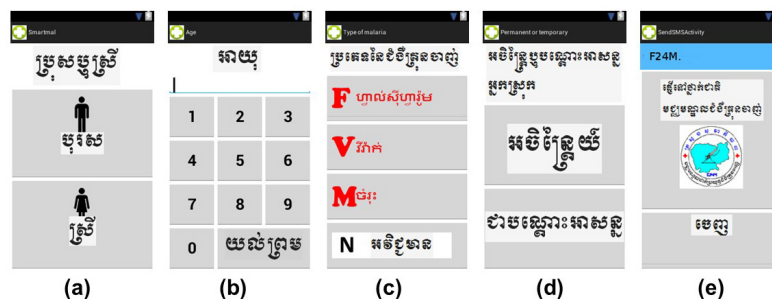 Smartmal
ប្រុសឬស្រី
បុរស
ស្រី
(a)
Age
អាយុ
1 2 3
4 5 6
7 8 9
0 យល់ព្រម
(b)
Type of malaria
ប្រភេទនៃជំងឺគ្រុនចាញ់
F ហ្វាល់ស៊ីហ្វារ៉ូម
V វីវ៉ាក់
M ចំរុះ
N អវិជ្ជមាន
(c)
Permanent or temporary
អចិន្ត្រៃឬបណ្តោះអាសន្ន
អ្នកស្រុក
អចិន្ត្រៃយ៍
ជាបណ្តោះអាសន្ន
(d)
SendSMSActivity
F24M.
ផ្ញើទៅថ្នាក់ជាតិ
មជ្ឈមណ្ឌលជំងឺគ្រុនចាញ់
CNM
ចេញ
(e)